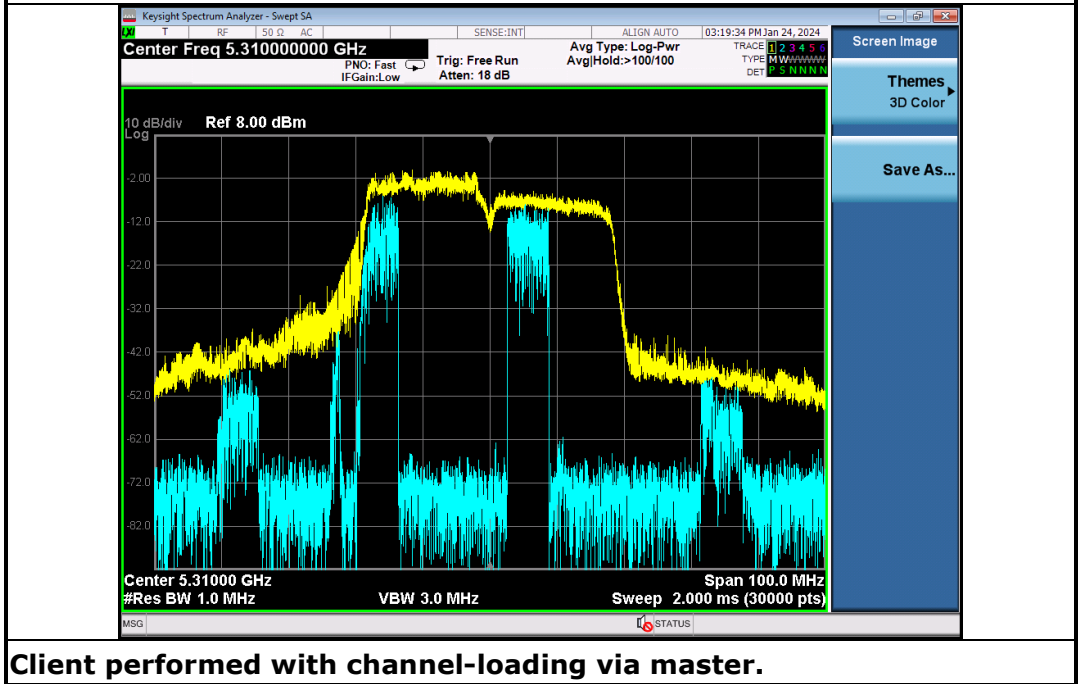 Keysight Spectrum Analyzer - Swept SA
LXI T RF 50 Ω AC SENSE:INT ALIGN AUTO 03:19:34 PM Jan 24, 2024
Center Freq 5.310000000 GHz
PNO: Fast
IFGain:Low
Trig: Free Run
Atten: 18 dB
Avg Type: Log-Pwr
Avg|Hold:>100/100
TRACE 1 2 3 4 5 6
TYPE M W W W W W
DET P S N N N N
Screen Image
Themes
3D Color
Save As...
10 dB/div Ref 8.00 dBm
Log
-2.00
-12.0
-22.0
-32.0
-42.0
-52.0
-62.0
-72.0
-82.0
Center 5.31000 GHz Span 100.0 MHz
#Res BW 1.0 MHz VBW 3.0 MHz Sweep 2.000 ms (30000 pts)
MSG STATUS
Client performed with channel-loading via master.